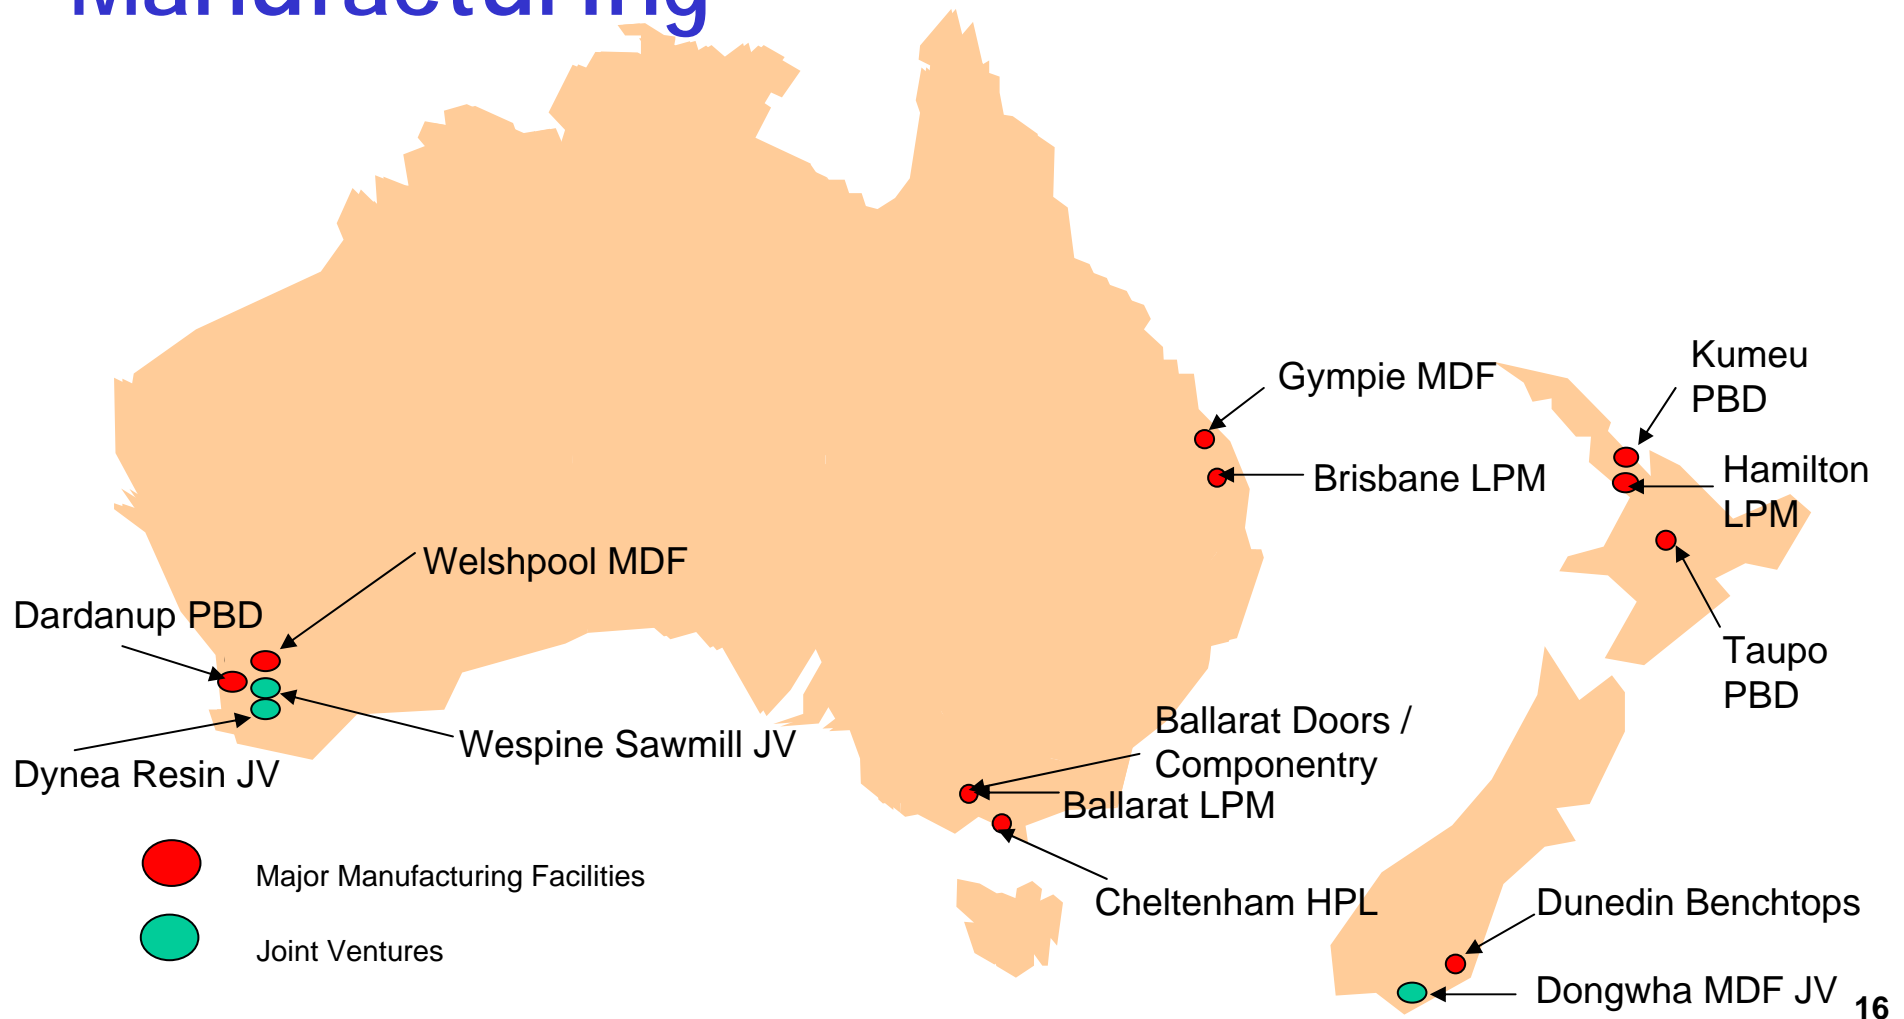 Manufacturing
Kumeu
PBD
Gympie MDF
Hamilton
LPM
Brisbane LPM
Welshpool MDF
Dardanup PBD
Taupo
PBD
Ballarat Doors /
Componentry
Wespine Sawmill JV
Dynea Resin JV
Ballarat LPM
Major Manufacturing Facilities
Cheltenham HPL
Dunedin Benchtops
Joint Ventures
Dongwha MDF JV
16